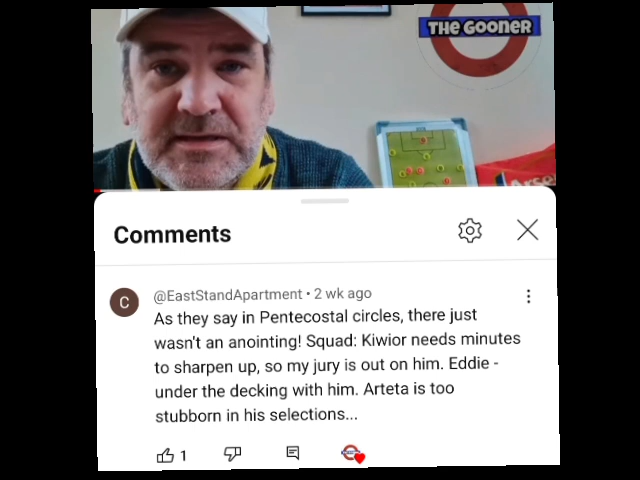 THE GOONER
Arse
Comments
C
@EastStandApartment • 2 wk ago
As they say in Pentecostal circles, there just
wasn't an anointing! Squad: Kiwior needs minutes
to sharpen up, so my jury is out on him. Eddie -
under the decking with him. Arteta is too
stubborn in his selections...
1